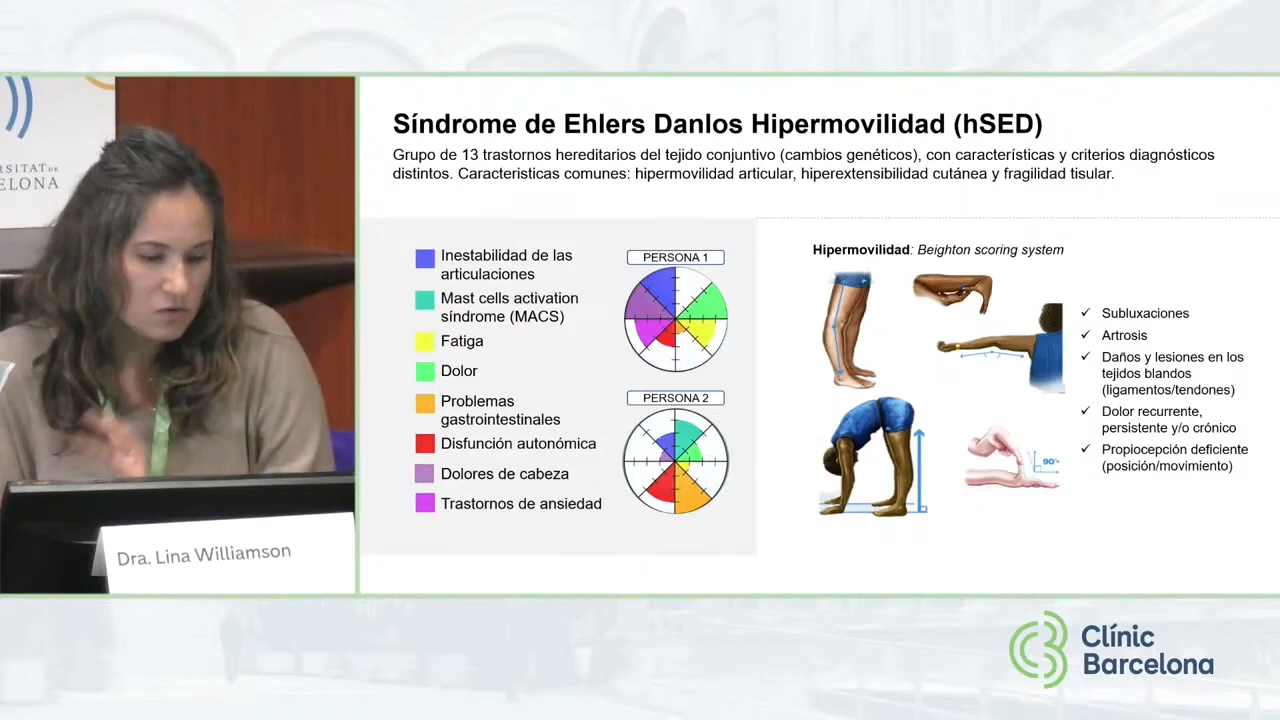 RSITAT DE
ELONA
Dra. Lina Williamson
Síndrome de Ehlers Danlos Hipermovilidad (hSED)
Grupo de 13 trastornos hereditarios del tejido conjuntivo (cambios genéticos), con características y criterios diagnósticos
distintos. Caracteristicas comunes: hipermovilidad articular, hiperextensibilidad cutánea y fragilidad tisular.
Inestabilidad de las
articulaciones
Mast cells activation
síndrome (MACS)
Fatiga
Dolor
Problemas
gastrointestinales
Disfunción autonómica
Dolores de cabeza
Trastornos de ansiedad
PERSONA 1
PERSONA 2
Hipermovilidad: Beighton scoring system
90°
Subluxaciones
Artrosis
Daños y lesiones en los
tejidos blandos
(ligamentos/tendones)
Dolor recurrente,
persistente y/o crónico
Propiocepción deficiente
(posición/movimiento)
Clínic
Barcelona